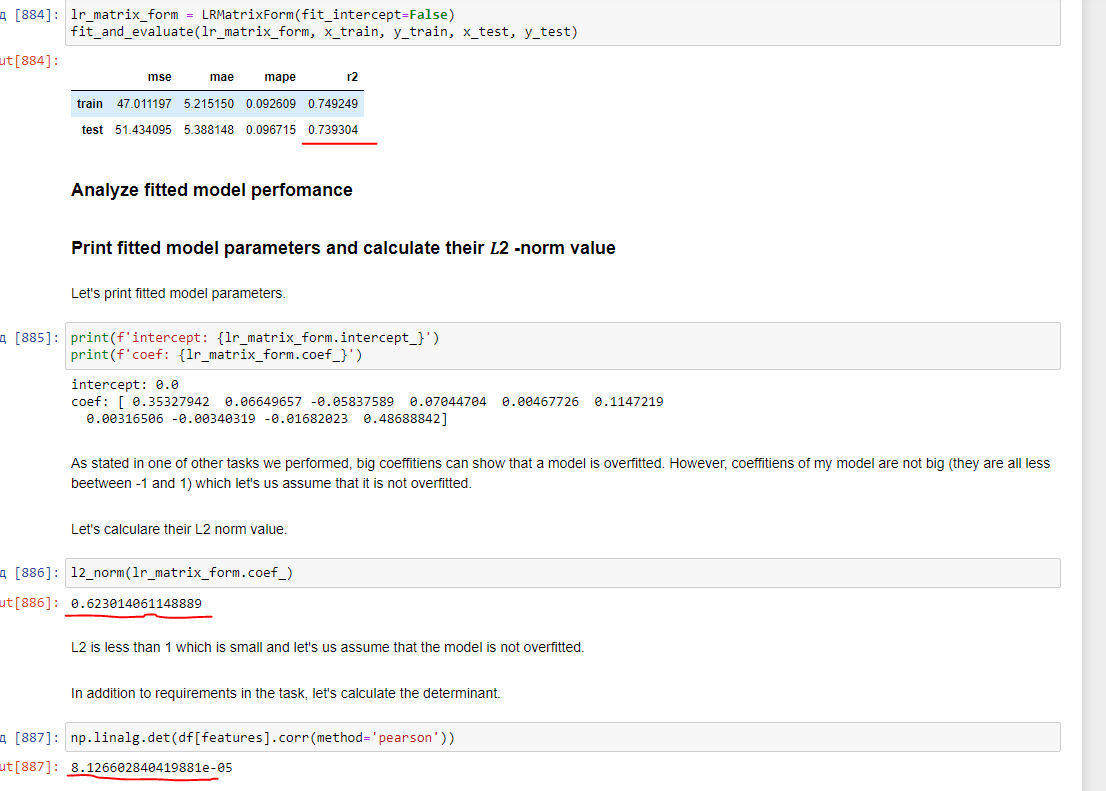 д [884]: lr_matrix_form = LRMatrixForm(fit_intercept=False)
fit_and_evaluate(lr_matrix_form, x_train, y_train, x_test, y_test)
ut[884]:
mse mae mape r2
train 47.011197 5.215150 0.092609 0.749249
test 51.434095 5.388148 0.096715 0.739304
Analyze fitted model perfomance
Print fitted model parameters and calculate their L2 -norm value
Let's print fitted model parameters.
д [885]: print(f'intercept: {lr_matrix_form.intercept_}')
print(f'coef: {lr_matrix_form.coef_}')
intercept: 0.0
coef: [ 0.35327942 0.06649657 -0.05837589 0.07044704 0.00467726 0.1147219
0.00316506 -0.00340319 -0.01682023 0.48688842]
As stated in one of other tasks we performed, big coeffitiens can show that a model is overfitted. However, coeffitiens of my model are not big (they are all less
beetween -1 and 1) which let's us assume that it is not overfitted.
Let's calculare their L2 norm value.
д [886]: l2_norm(lr_matrix_form.coef_)
ut[886]: 0.623014061148889
L2 is less than 1 which is small and let's us assume that the model is not overfitted.
In addition to requirements in the task, let's calculate the determinant.
д [887]: np.linalg.det(df[features].corr(method='pearson'))
ut[887]: 8.126602840419881e-05